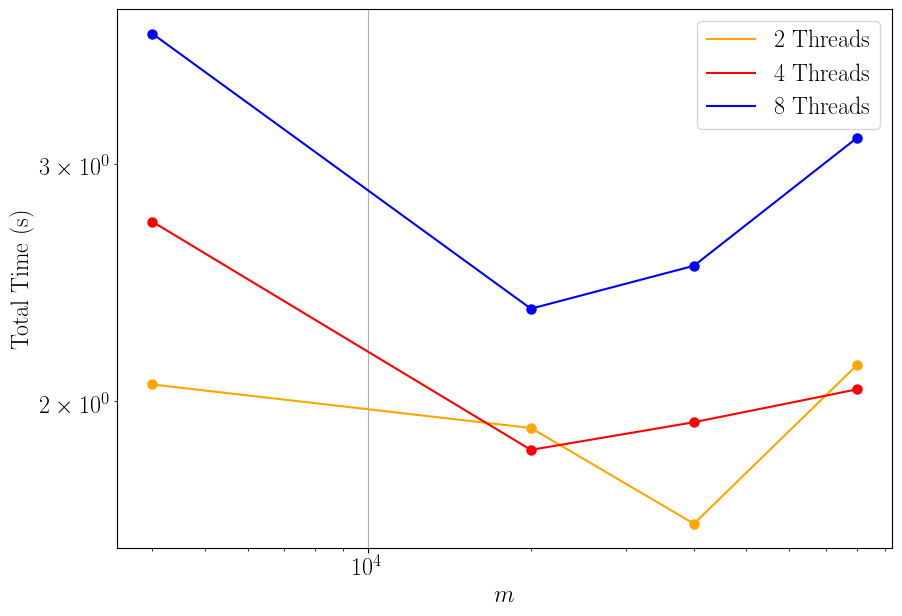 2 Threads
4 Threads
8 Threads
3 × 10⁰
2 × 10⁰
Total Time (s)
10⁴
m